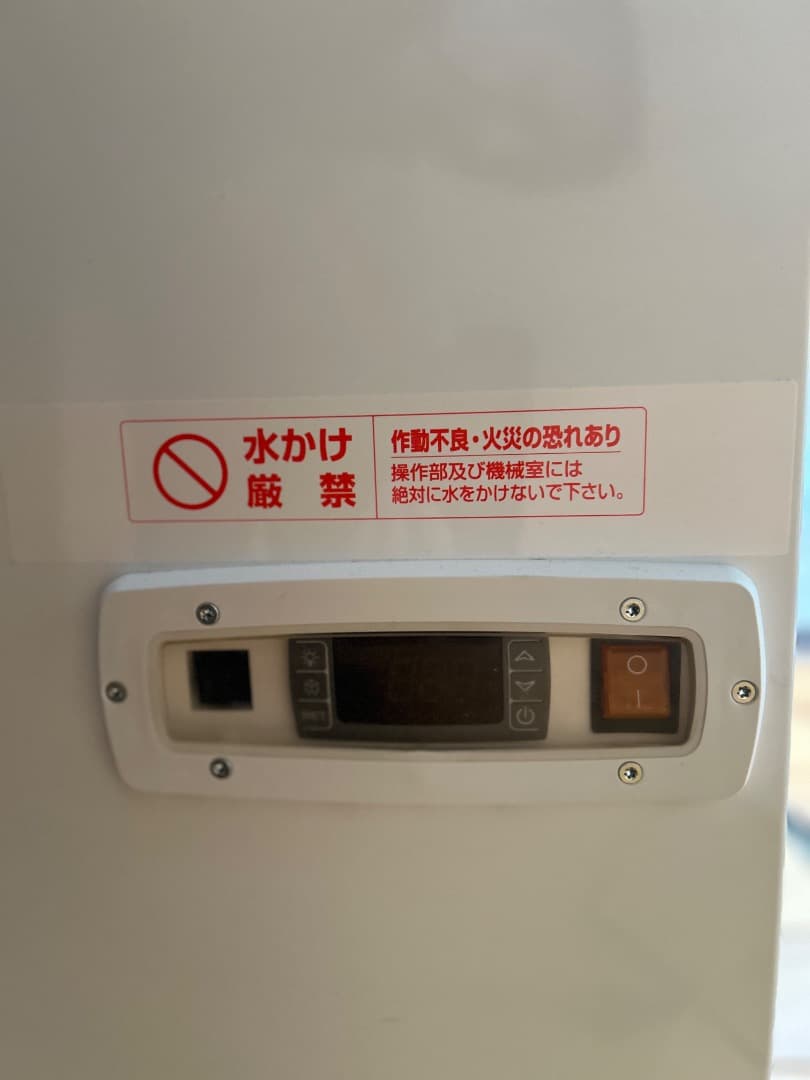 水かけ
厳　禁
作動不良・火災の恐れあり
操作部及び機械室には
絶対に水をかけないで下さい。